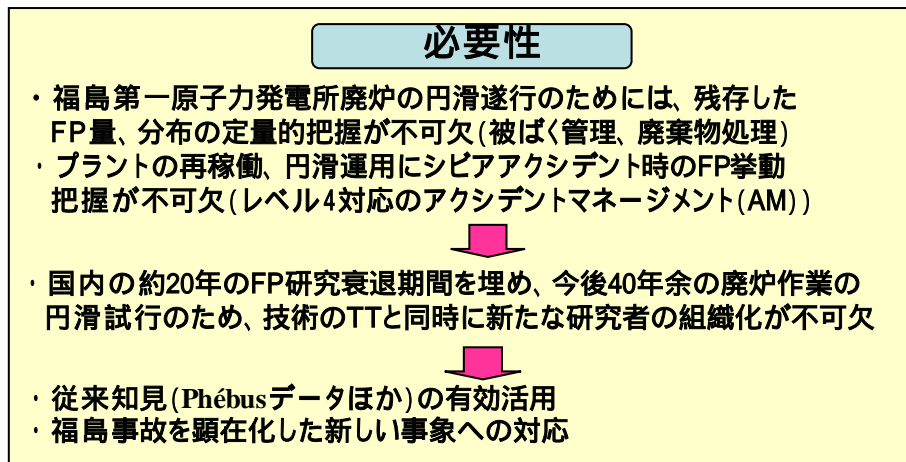 必要性
・福島第一原子力発電所廃炉の円滑遂行のためには、残存した
FP量、分布の定量的把握が不可欠(被ばく管理、廃棄物処理)
・プラントの再稼働、円滑運用にシビアアクシデント時のFP挙動
把握が不可欠(レベル4対応のアクシデントマネージメント(AM))
・国内の約20年のFP研究衰退期間を埋め、今後40年余の廃炉作業の
円滑試行のため、技術のTTと同時に新たな研究者の組織化が不可欠
・従来知見(Phébusデータほか)の有効活用
・福島事故を顕在化した新しい事象への対応